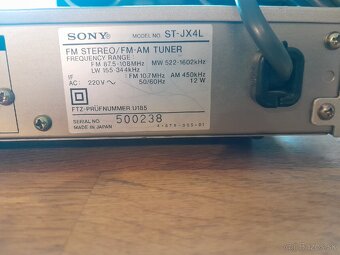 SONY MODEL NO. ST-JX4L
FM STEREO/FM-AM TUNER
FREQUENCY RANGE:
FM 87.5-108MHz MW 522-1602kHz
LW 155-344kHz
IF : FM 10.7MHz AM 450kHz
AC: 220V~ 50/60Hz 12W
FTZ-PRÜFNUMMER U185
SERIAL NO. 500238
MADE IN JAPAN